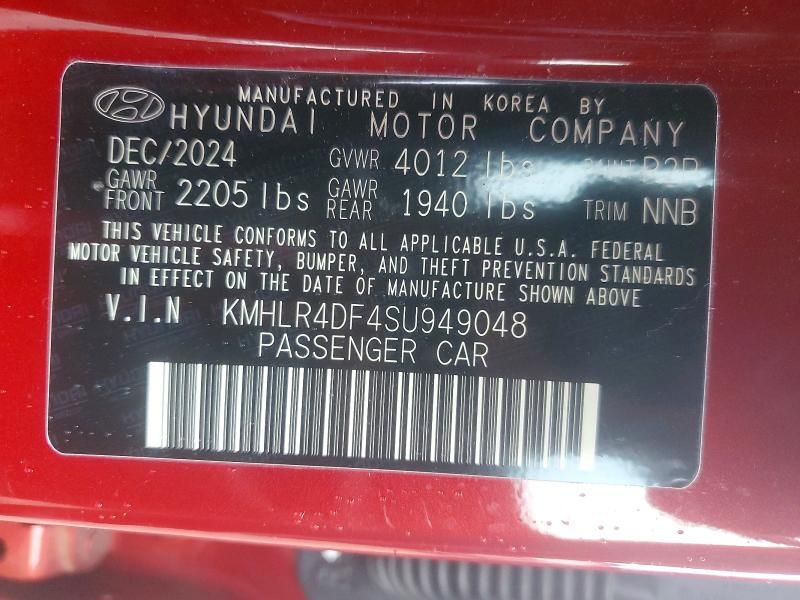 MANUFACTURED IN KOREA BY
HYUNDAI MOTOR COMPANY
DEC/2024 GVWR 4012 lbs
GAWR FRONT 2205 lbs GAWR REAR 1940 lbs TRIM NNB
THIS VEHICLE CONFORMS TO ALL APPLICABLE U.S.A. FEDERAL
MOTOR VEHICLE SAFETY, BUMPER, AND THEFT PREVENTION STANDARDS
IN EFFECT ON THE DATE OF MANUFACTURE SHOWN ABOVE
V.I.N KMHLR4DF4SU949048
PASSENGER CAR